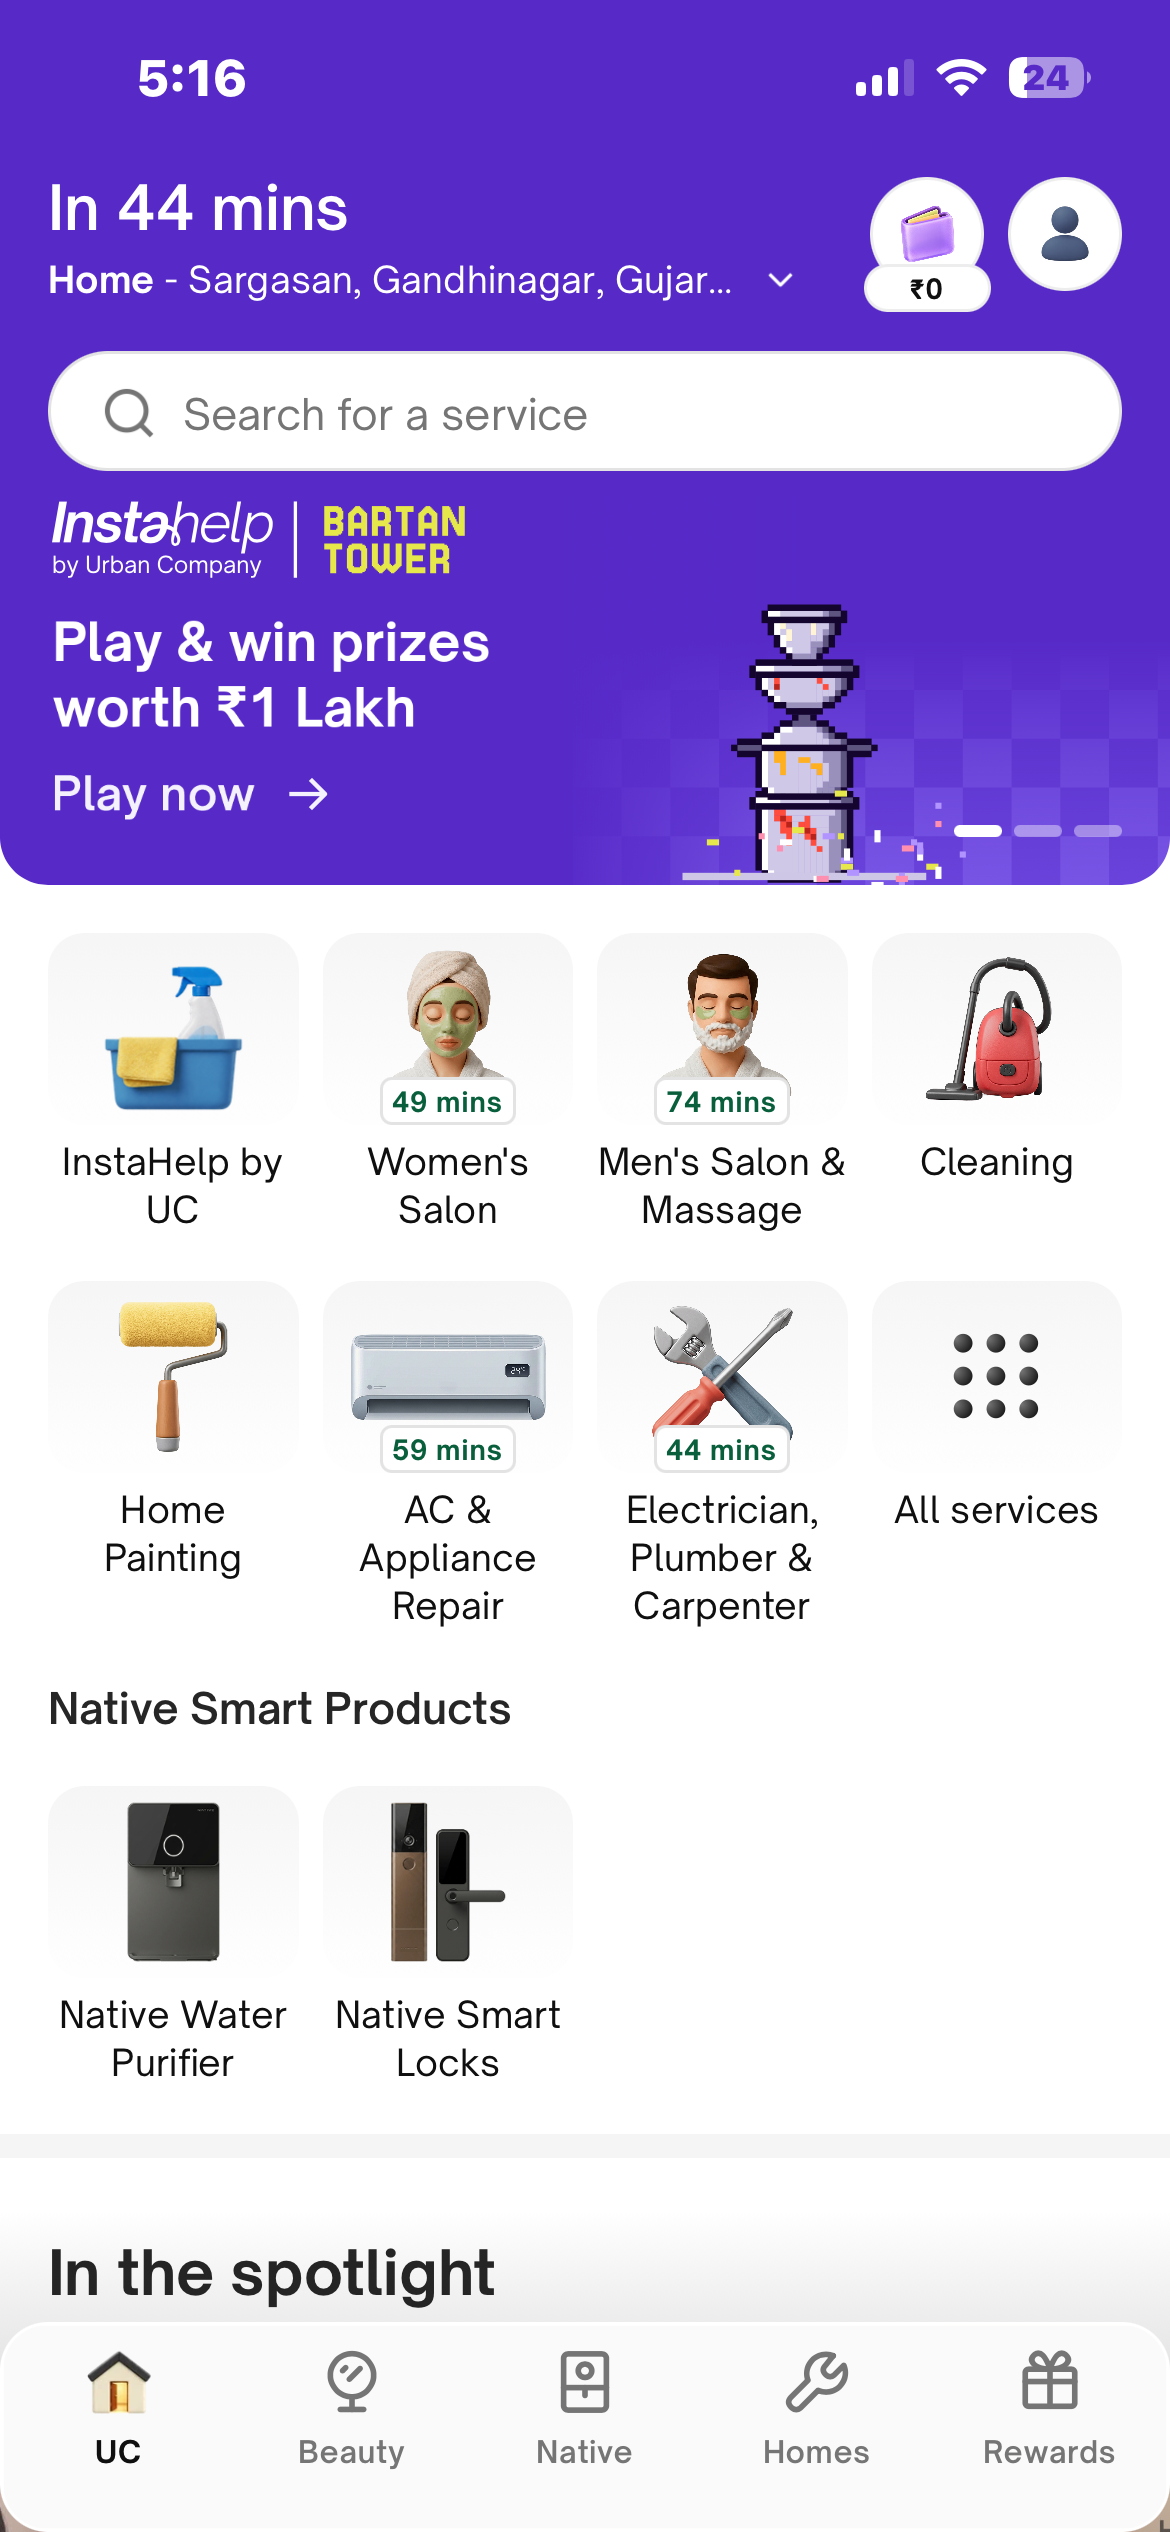 5:16
24
In 44 mins
Home - Sargasan, Gandhinagar, Gujar...
₹0
Search for a service
Instahelp
by Urban Company
BARTAN
TOWER
Play & win prizes
worth ₹1 Lakh
Play now
49 mins
74 mins
InstaHelp by
UC
Women's
Salon
Men's Salon &
Massage
Cleaning
24°C
59 mins
44 mins
Home
Painting
AC &
Appliance
Repair
Electrician,
Plumber &
Carpenter
All services
Native Smart Products
Native Water
Purifier
Native Smart
Locks
In the spotlight
UC
Beauty
Native
Homes
Rewards